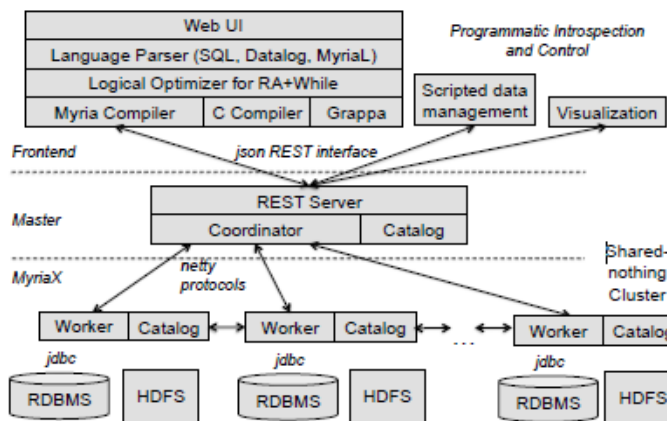 Web UI
Language Parser (SQL, Datalog, MyriaL)
Logical Optimizer for RA+While
Myria Compiler
C Compiler
Grappa
Programmatic Introspection
and Control
Scripted data
management
Visualization
Frontend
json REST interface
REST Server
Master
Coordinator
Catalog
MyriaX
netty
protocols
Shared-
nothing
Cluster
Worker
Catalog
Worker
Catalog
...
Worker
Catalog
jdbc
jdbc
jdbc
RDBMS
HDFS
RDBMS
HDFS
RDBMS
HDFS